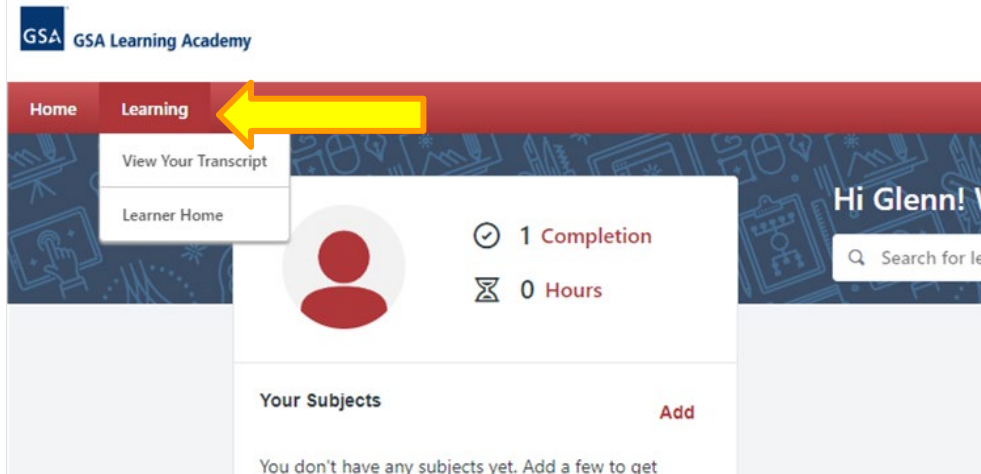 GSA GSA Learning Academy
Home Learning
View Your Transcript
Learner Home
1 Completion
0 Hours
Hi Glenn!
Search for
Your Subjects
Add
You don't have any subjects yet. Add a few to get